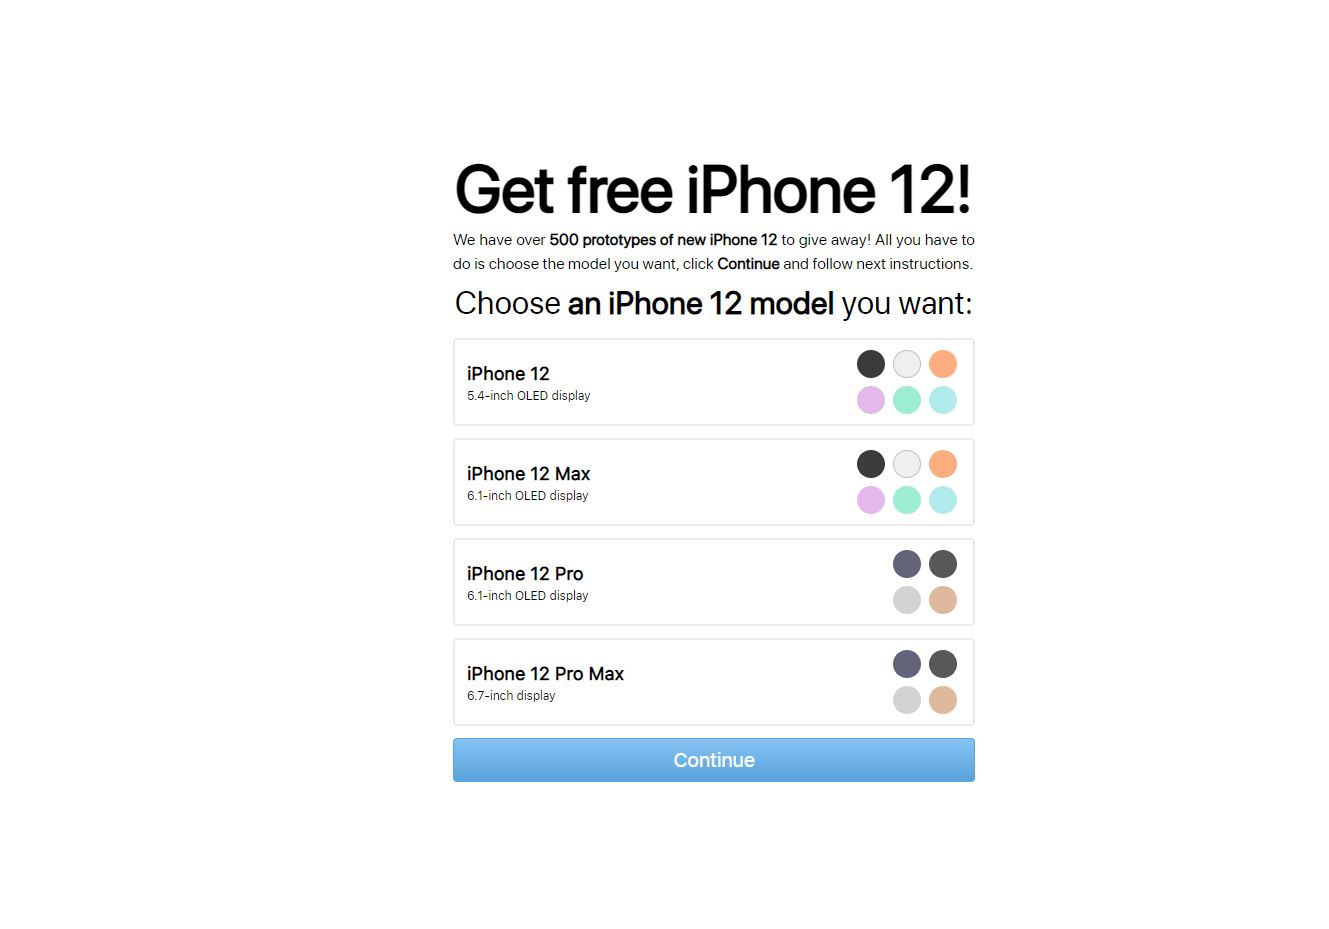 Get free iPhone 12!
We have over 500 prototypes of new iPhone 12 to give away! All you have to
do is choose the model you want, click Continue and follow next instructions.
Choose an iPhone 12 model you want:
iPhone 12
5.4-inch OLED display
iPhone 12 Max
6.1-inch OLED display
iPhone 12 Pro
6.1-inch OLED display
iPhone 12 Pro Max
6.7-inch display
Continue